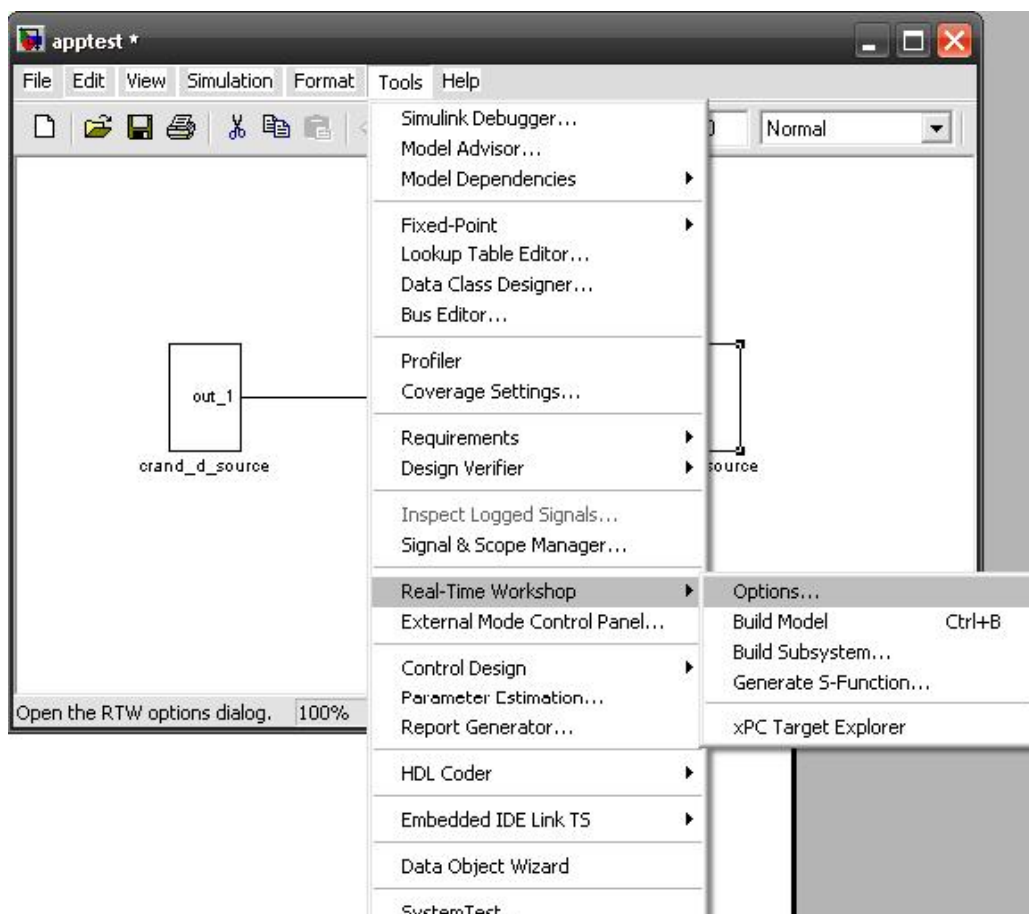 apptest *
File Edit View Simulation Format Tools Help
Normal
Simulink Debugger...
Model Advisor...
Model Dependencies
Fixed-Point
Lookup Table Editor...
Data Class Designer...
Bus Editor...
Profiler
Coverage Settings...
out_1
Requirements
crand_d_source
Design Verifier
source
Inspect Logged Signals...
Signal & Scope Manager...
Real-Time Workshop
Options...
External Mode Control Panel...
Build Model Ctrl+B
Build Subsystem...
Control Design
Generate S-Function...
Parameter Estimation...
Open the RTW options dialog. 100%
Report Generator...
xPC Target Explorer
HDL Coder
Embedded IDE Link TS
Data Object Wizard
SystemTest...